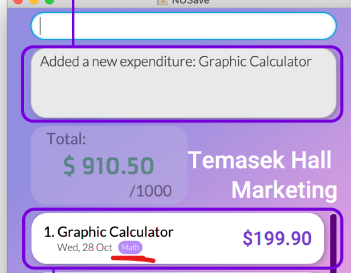 NUSave
Added a new expenditure: Graphic Calculator
Total:
$ 910.50
/1000
Temasek Hall
Marketing
1. Graphic Calculator
Wed, 28 Oct Math
$199.90